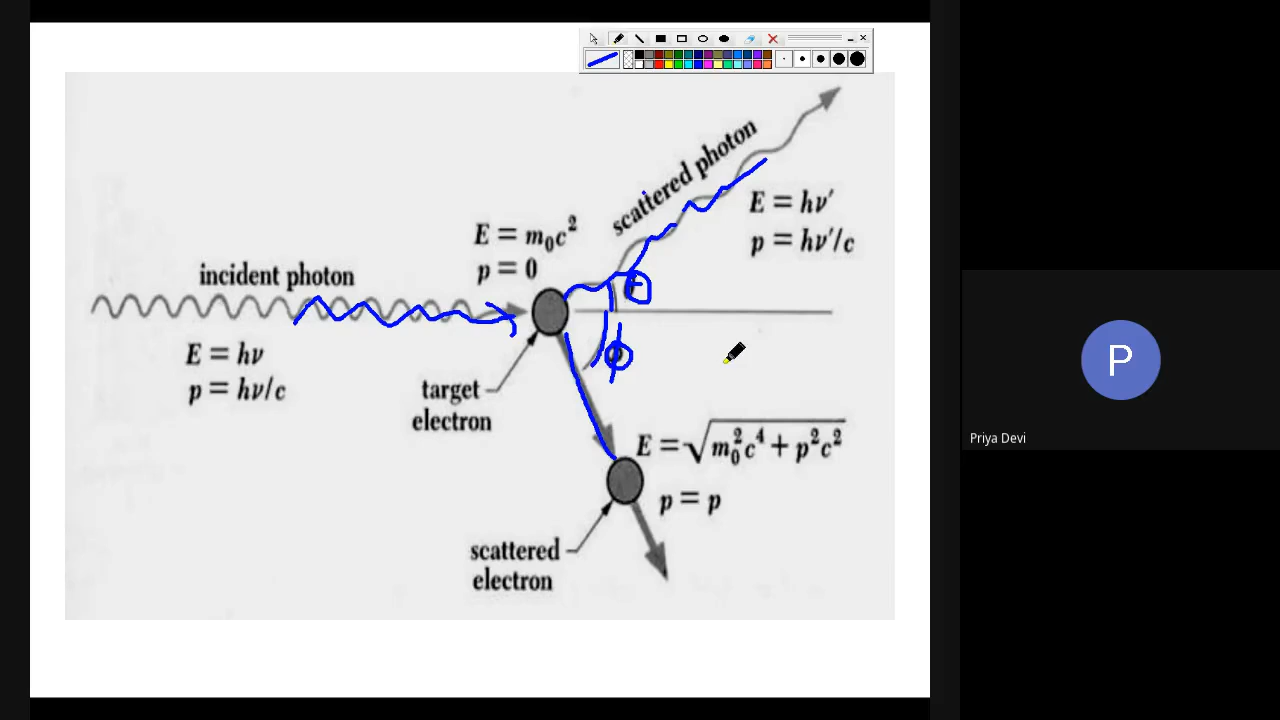 scattered photon
E = hν′
p = hν′/c
E = m₀c²
p = 0
incident photon
E = hν
p = hν/c
target
electron
ϕ
E = √m₀²c⁴ + p²c²
p = p
scattered
electron
P
Priya Devi